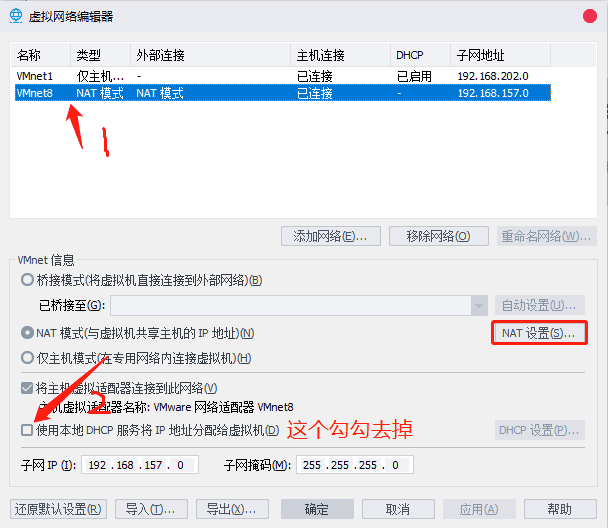 虚拟网络编辑器
名称 类型 外部连接 主机连接 DHCP 子网地址
VMnet1 仅主机... - 已连接 已启用 192.168.202.0
VMnet8 NAT 模式 NAT 模式 已连接 - 192.168.157.0
1
添加网络(E)... 移除网络(O) 重命名网络(W)...
VMnet 信息
桥接模式(将虚拟机直接连接到外部网络)(B)
已桥接至(G): 自动设置(U)...
NAT 模式(与虚拟机共享主机的 IP 地址)(N) NAT 设置(S)...
仅主机模式(在专用网络内连接虚拟机)(H)
将主机虚拟适配器连接到此网络(V)
2
主机虚拟适配器名称: VMware 网络适配器 VMnet8
使用本地 DHCP 服务将 IP 地址分配给虚拟机(D) 这个勾勾去掉 DHCP 设置(P)...
子网 IP (I): 192 .168 .157 . 0 子网掩码(M): 255 .255 .255 . 0
还原默认设置(R) 导入(T)... 导出(X)... 确定 取消 应用(A) 帮助